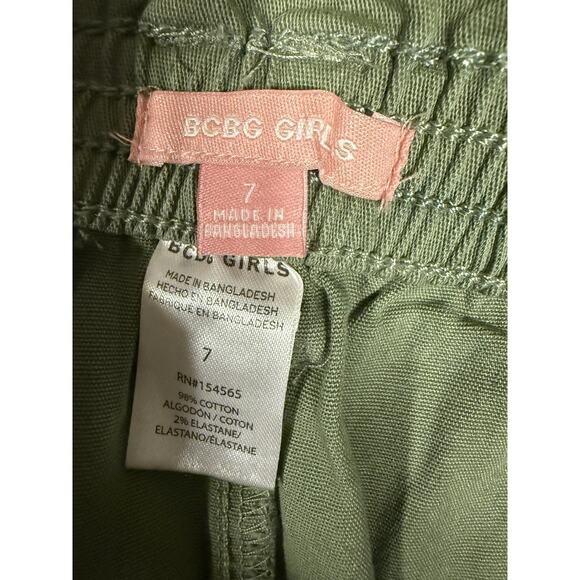 BCBG GIRLS
7
MADE IN
BANGLADESH
BCBG GIRLS
MADE IN BANGLADESH
HECHO EN BANGLADESH
FABRIQUE EN BANGLADESH
7
RN#154565
98% COTTON
ALGODÓN / COTON
2% ELASTANE/
ELASTANO/ÉLASTANE